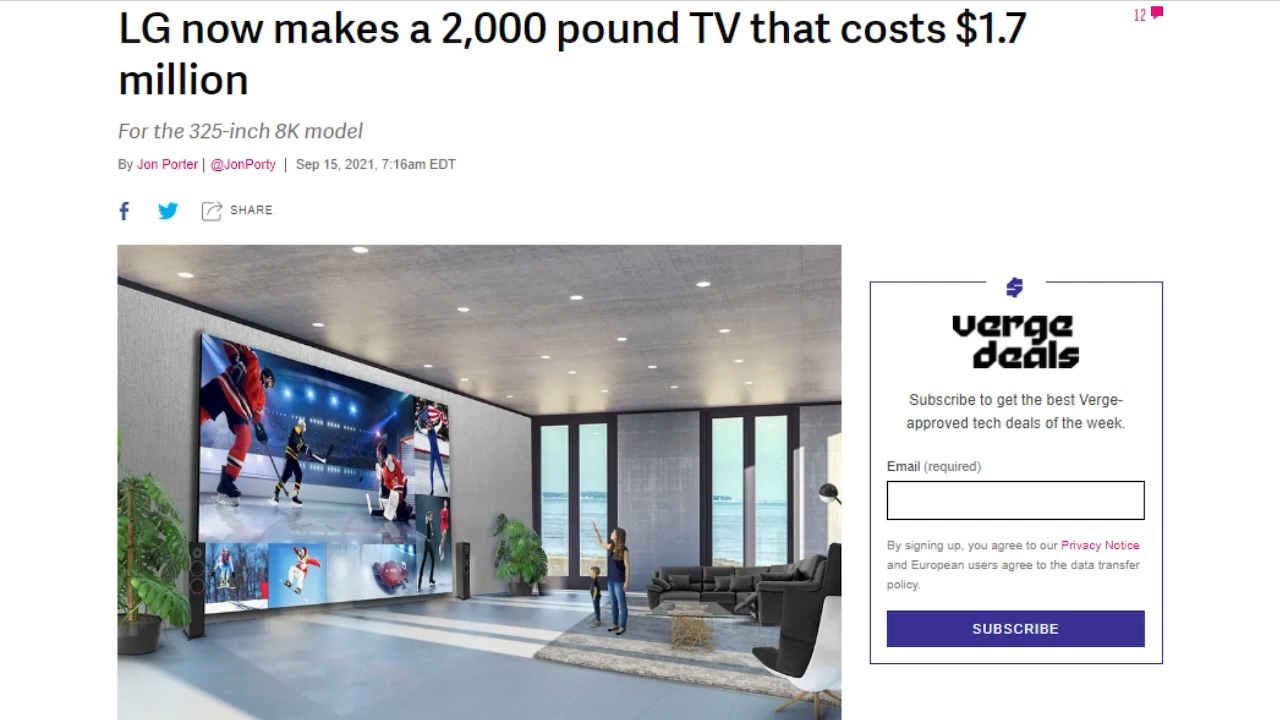 LG now makes a 2,000 pound TV that costs $1.7
million
12
For the 325-inch 8K model
By Jon Porter | @JonPorty | Sep 15, 2021, 7:16am EDT
SHARE
$
verge
deals
Subscribe to get the best Verge-
approved tech deals of the week.
Email (required)
By signing up, you agree to our Privacy Notice
and European users agree to the data transfer
policy.
SUBSCRIBE